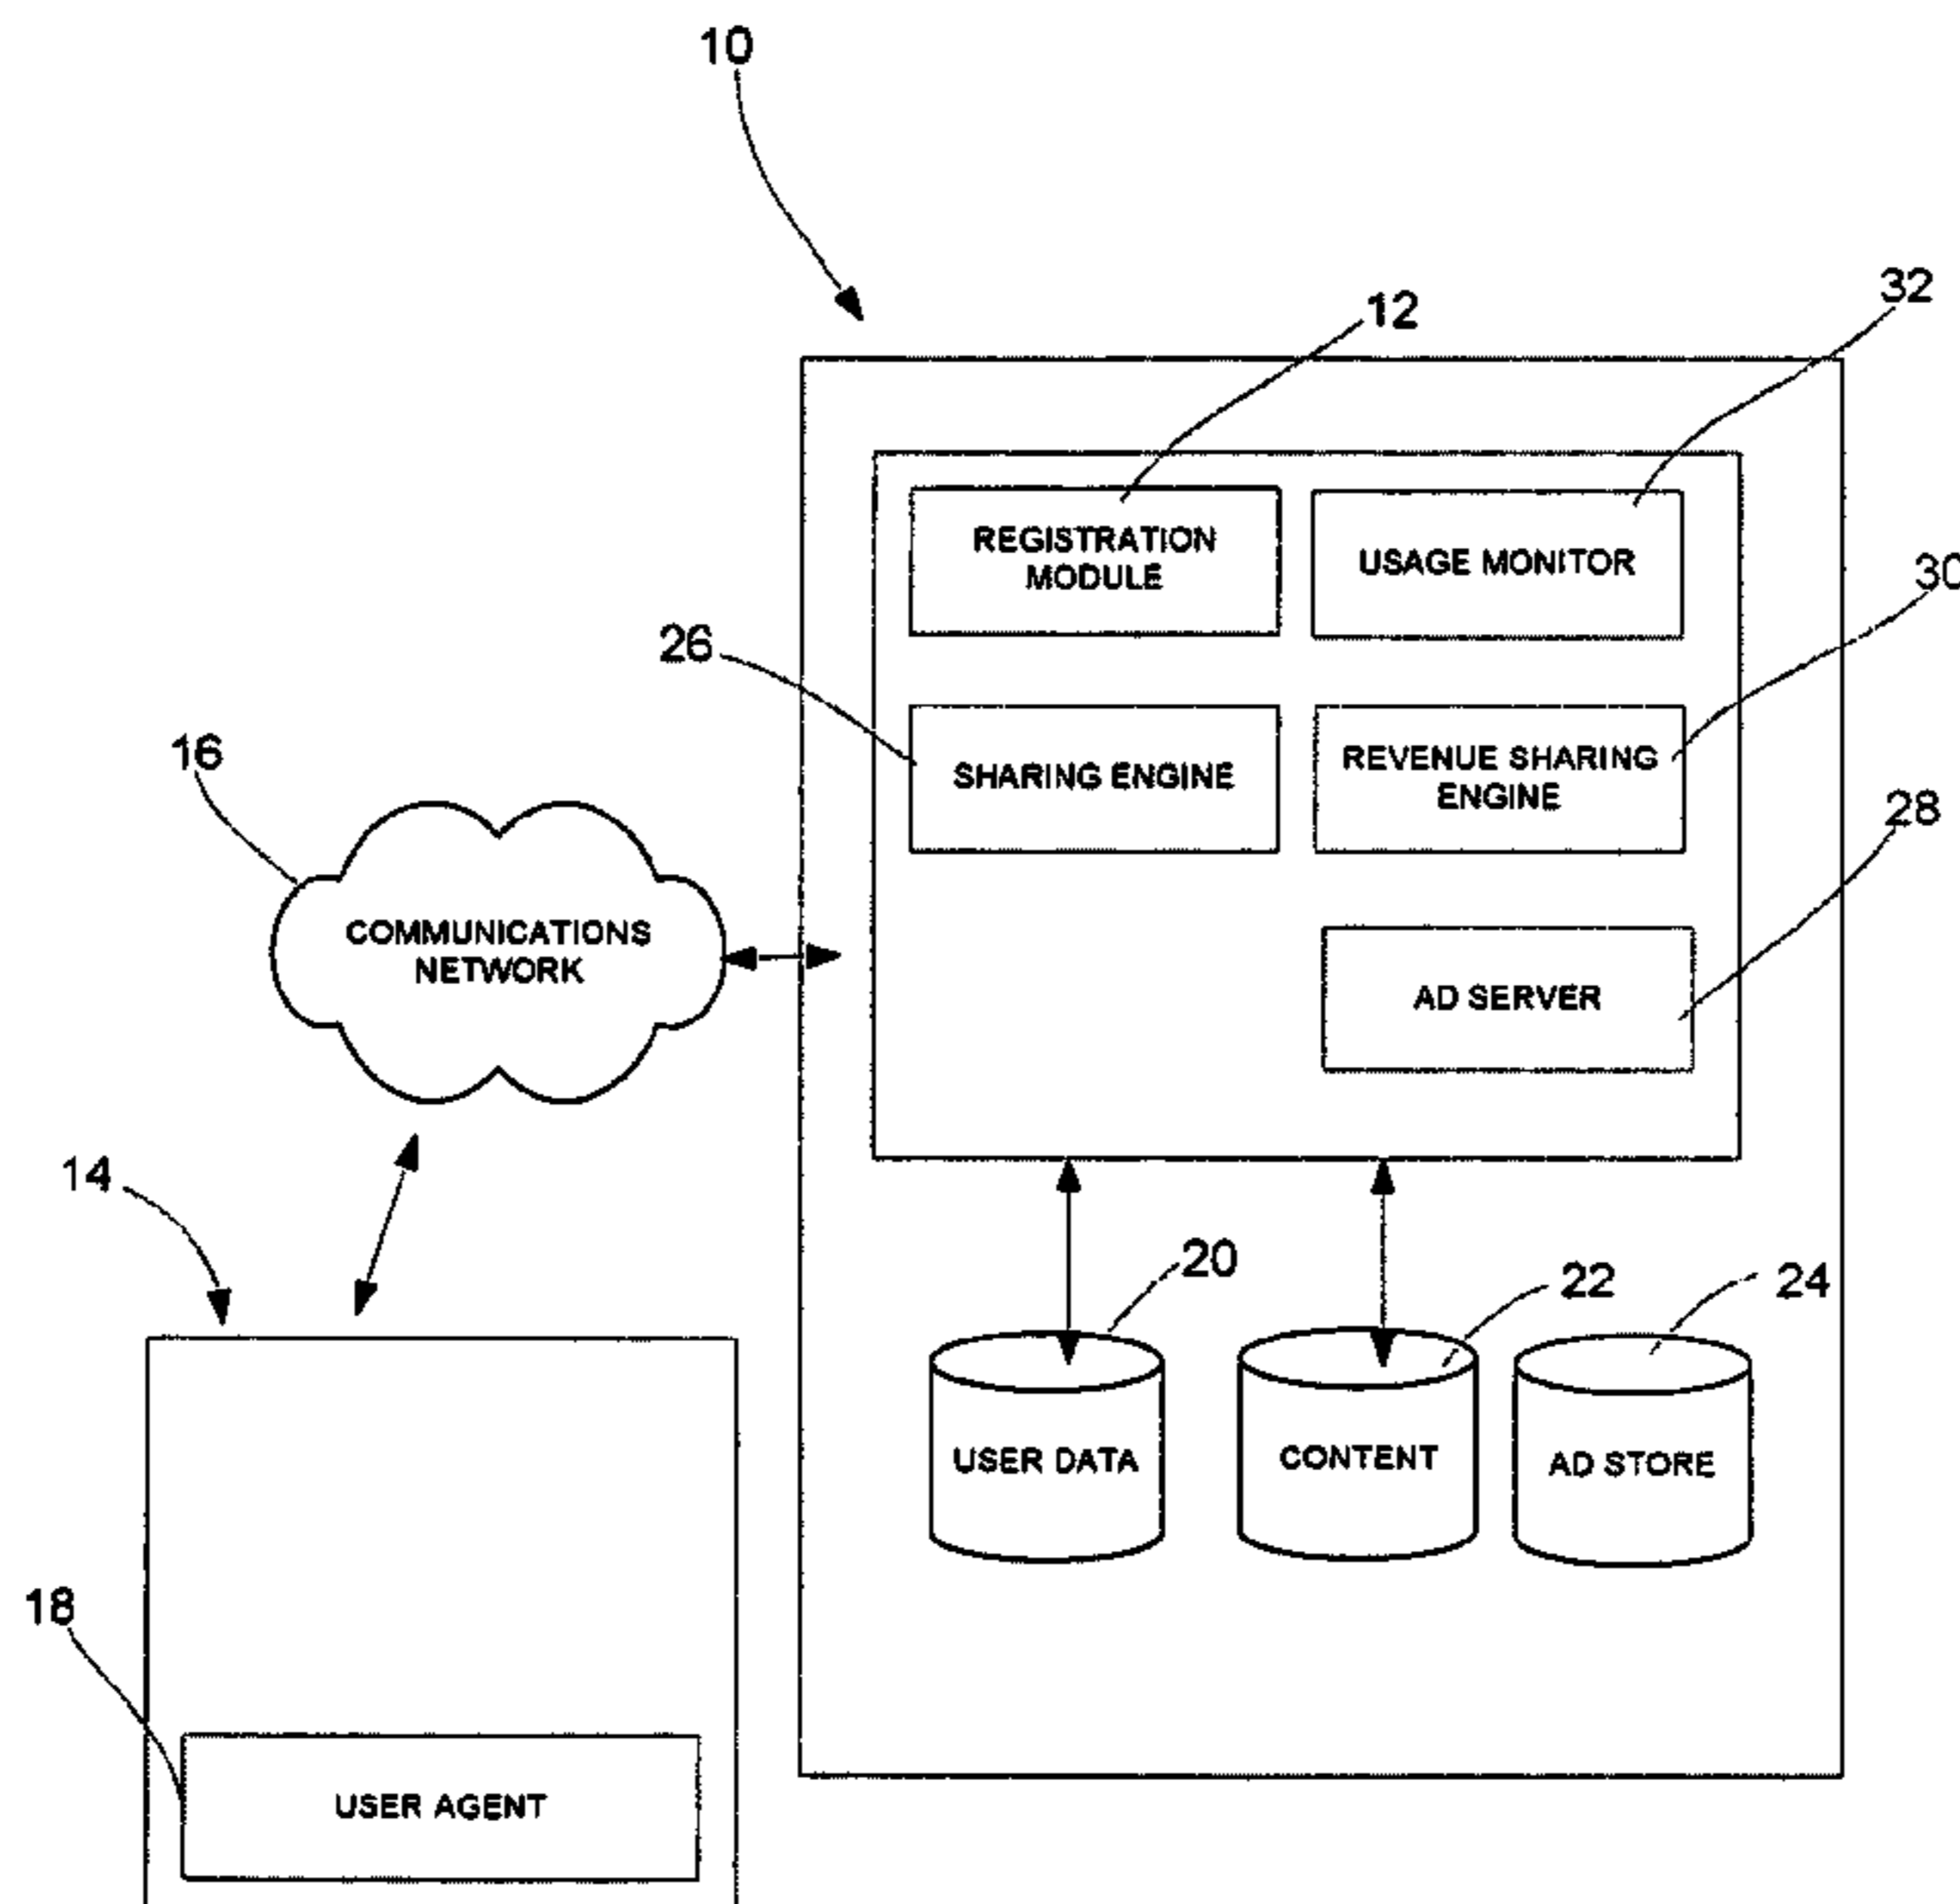 10
32
12
REGISTRATION
MODULE
USAGE MONITOR
30
26
SHARING ENGINE
REVENUE SHARING
ENGINE
16
28
COMMUNICATIONS
NETWORK
AD SERVER
14
20
22
24
USER DATA
CONTENT
AD STORE
18
USER AGENT